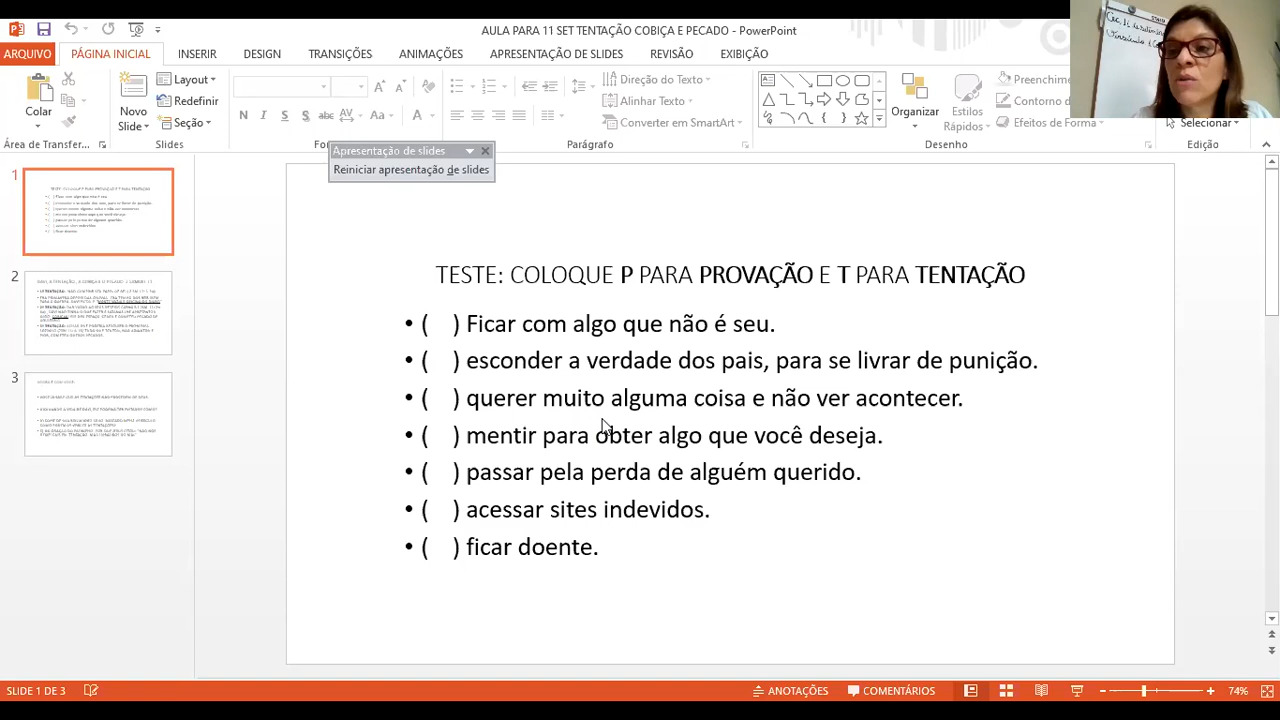 AULA PARA 11 SET TENTAÇÃO COBIÇA E PECADO - PowerPoint
ARQUIVO PÁGINA INICIAL INSERIR DESIGN TRANSIÇÕES ANIMAÇÕES APRESENTAÇÃO DE SLIDES REVISÃO EXIBIÇÃO
Colar
Novo
Slide
Layout
Redefinir
Seção
Direção do Texto
Alinhar Texto
Converter em SmartArt
Organizar
Estilos
Rápidos
Preenchime
Contorno d
Efeitos de Forma
Selecionar
Área de Transfer... Slides Fon Parágrafo Desenho Edição
Apresentação de slides
Reiniciar apresentação de slides
1
2
3
TESTE: COLOQUE P PARA PROVAÇÃO E T PARA TENTAÇÃO
• ( ) Ficar com algo que não é seu.
• ( ) esconder a verdade dos pais, para se livrar de punição.
• ( ) querer muito alguma coisa e não ver acontecer.
• ( ) mentir para obter algo que você deseja.
• ( ) passar pela perda de alguém querido.
• ( ) acessar sites indevidos.
• ( ) ficar doente.
SLIDE 1 DE 3 ANOTAÇÕES COMENTÁRIOS 74%